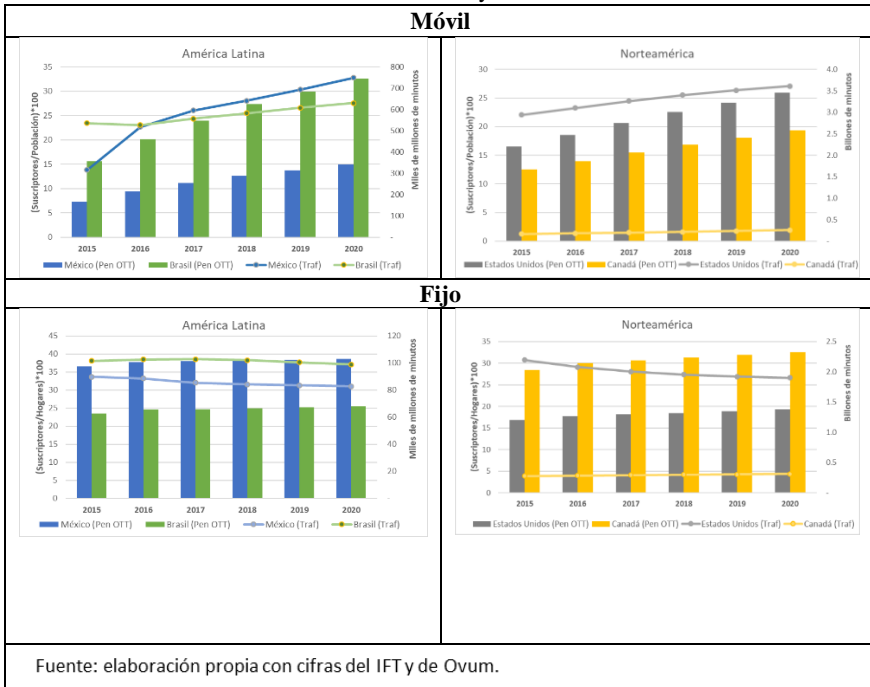 Móvil
América Latina
(Suscriptores/Población)*100
35
30
25
20
15
10
5
0
800
700
600
500
400
300
200
100
-
Miles de millones de minutos
2015 2016 2017 2018 2019 2020
México (Pen OTT) Brasil (Pen OTT) México (Traf) Brasil (Traf)
Norteamérica
(Suscriptores/Población)*100
30
25
20
15
10
5
0
4.0
3.5
3.0
2.5
2.0
1.5
1.0
0.5
-
Billones de minutos
2015 2016 2017 2018 2019 2020
Estados Unidos (Pen OTT) Canadá (Pen OTT) Estados Unidos (Traf) Canadá (Traf)
Fijo
América Latina
(Suscriptores/Hogares)*100
45
40
35
30
25
20
15
10
5
0
120
100
80
60
40
20
-
Miles de millones de minutos
2015 2016 2017 2018 2019 2020
México (Pen OTT) Brasil (Pen OTT) México (Traf) Brasil (Traf)
Norteamérica
(Suscriptores/Hogares)*100
35
30
25
20
15
10
5
0
2.5
2.0
1.5
1.0
0.5
-
Billones de minutos
2015 2016 2017 2018 2019 2020
Estados Unidos (Pen OTT) Canadá (Pen OTT) Estados Unidos (Traf) Canadá (Traf)
Fuente: elaboración propia con cifras del IFT y de Ovum.